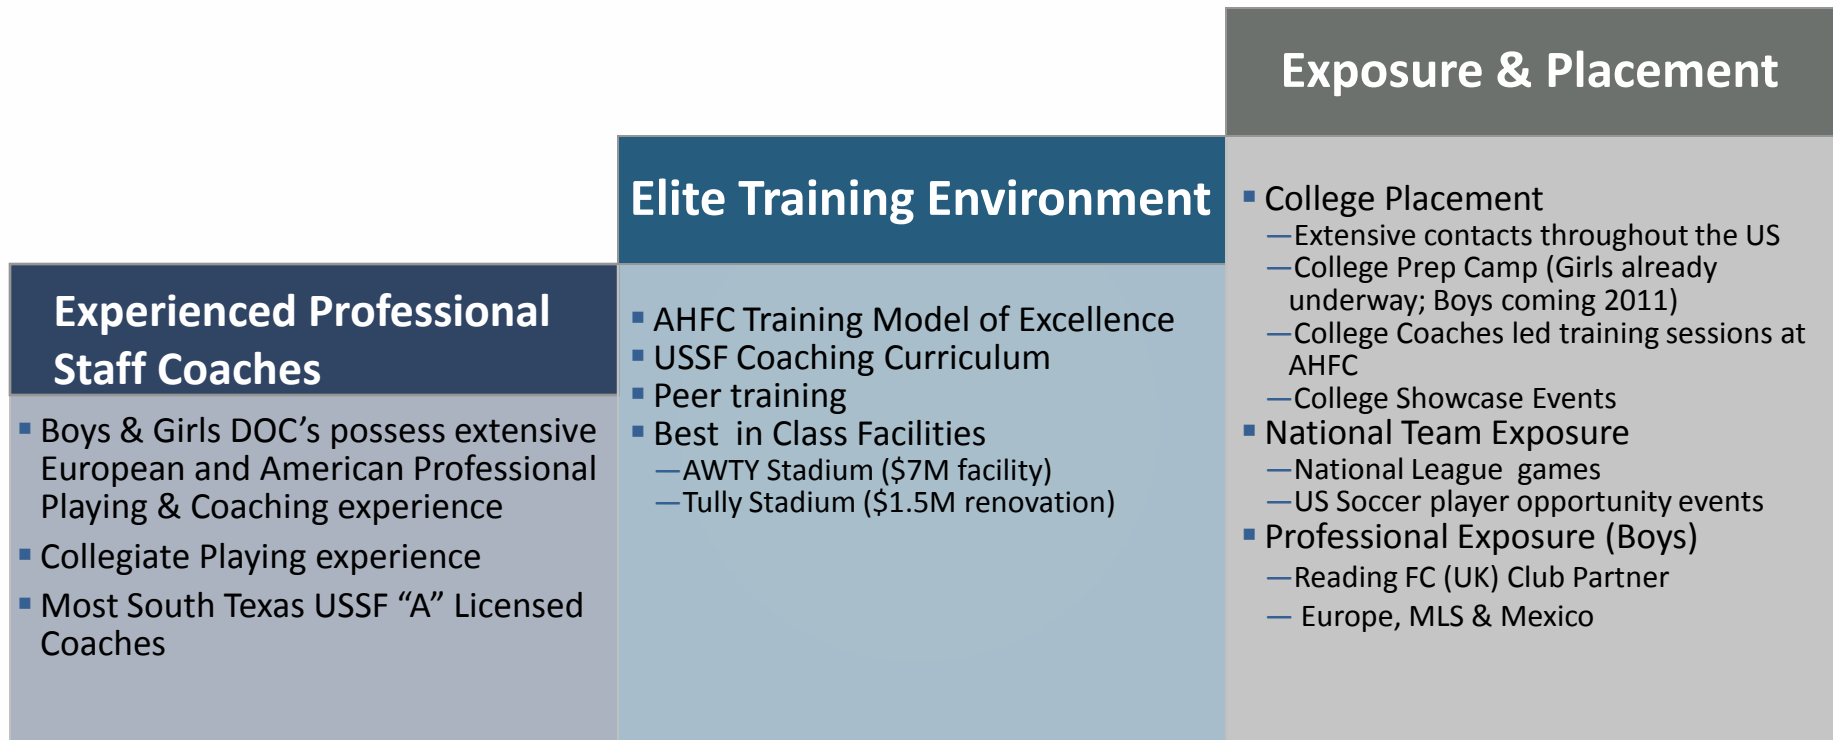 Experienced Professional
Staff Coaches
▪ Boys & Girls DOC’s possess extensive
European and American Professional
Playing & Coaching experience
▪ Collegiate Playing experience
▪ Most South Texas USSF “A” Licensed
Coaches
Elite Training Environment
▪ AHFC Training Model of Excellence
▪ USSF Coaching Curriculum
▪ Peer training
▪ Best in Class Facilities
—AWTY Stadium ($7M facility)
—Tully Stadium ($1.5M renovation)
Exposure & Placement
▪ College Placement
—Extensive contacts throughout the US
—College Prep Camp (Girls already
underway; Boys coming 2011)
—College Coaches led training sessions at
AHFC
—College Showcase Events
▪ National Team Exposure
—National League games
—US Soccer player opportunity events
▪ Professional Exposure (Boys)
—Reading FC (UK) Club Partner
— Europe, MLS & Mexico